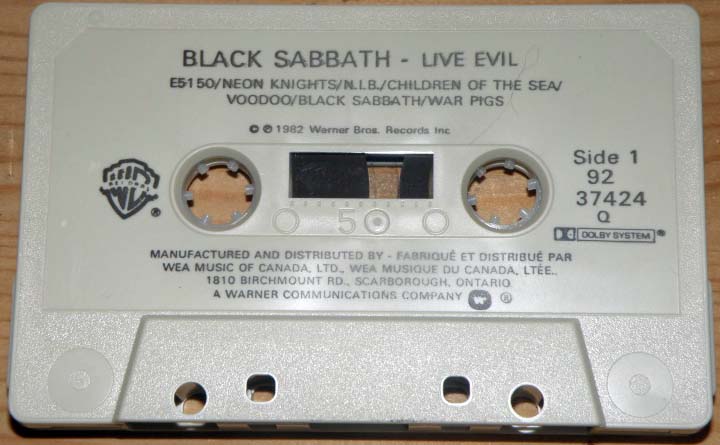 BLACK SABBATH - LIVE EVIL
E5150/NEON KNIGHTS/N.I.B./CHILDREN OF THE SEA/
VOODOO/BLACK SABBATH/WAR PIGS
© ℗ 1982 Warner Bros. Records Inc
WB
RECORDS
®
Side 1
92
37424
Q
50
DOLBY SYSTEM ®
MANUFACTURED AND DISTRIBUTED BY - FABRIQUÉ ET DISTRIBUÉ PAR
WEA MUSIC OF CANADA, LTD., WEA MUSIQUE DU CANADA, LTÉE.,
1810 BIRCHMOUNT RD., SCARBOROUGH, ONTARIO
A WARNER COMMUNICATIONS COMPANY ®